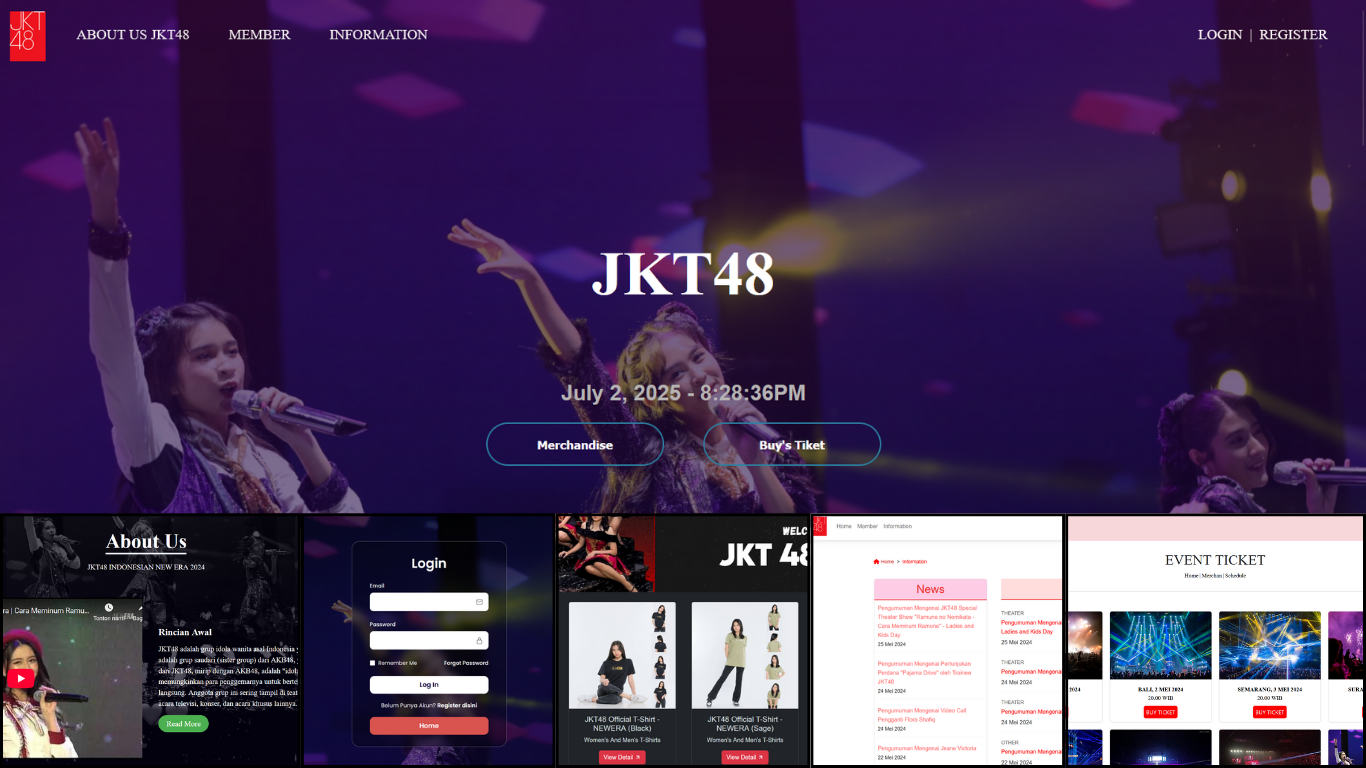 JKT
48
ABOUT US JKT48
MEMBER
INFORMATION
LOGIN | REGISTER
JKT48
July 2, 2025 - 8:28:36PM
Merchandise
Buy's Tiket
About Us
JKT48 INDONESIAN NEW ERA 2024
ra | Cara Meminum Ramu...
Rincian Awal
JKT48 adalah grup idola wanita asal Indonesia
adalah grup saudari (sister group) dari AKB48,
dari JKT48, mirip dengan AKB48, adalah "idol
memungkinkan para penggemarnya untuk berte
langsung. Anggota grup ini sering tampil di teat
acara televisi, konser, dan acara khusus lainnya.
Read More
Login
Email
Password
Remember Me
Forgot Password
Log In
Belum Punya Akun? Register disini
Home
WELC
JKT 48
JKT48 Official T-Shirt -
NEWERA (Black)
Women's And Men's T-Shirts
View Detail
JKT48 Official T-Shirt -
NEWERA (Sage)
Women's And Men's T-Shirts
View Detail
JKT
48
Home Member Information
Home > Information
News
Pengumuman Mengenai JKT48 Special
Theater Show "Ramune no Nomikata -
Cara Meminum Ramune" - Ladies and
Kids Day
25 Mei 2024
Pengumuman Mengenai Pertunjukan
Perdana "Pajama Drive" oleh Trainee
JKT48
24 Mei 2024
Pengumuman Mengenai Video Call
Pengganti Flora Shafiq
24 Mei 2024
Pengumuman Mengenai Jeane Victoria
22 Mei 2024
THEATER
Pengumuman Mengena
Ladies and Kids Day
25 Mei 2024
THEATER
Pengumuman Mengena
24 Mei 2024
THEATER
Pengumuman Mengena
24 Mei 2024
OTHER
Pengumuman Mengena
22 Mei 2024
EVENT TICKET
Home | Merchan | Schedule
2024
BALI, 2 MEI 2024
20.00 WIB
BUY TICKET
SEMARANG, 3 MEI 2024
20.00 WIB
BUY TICKET
SURA